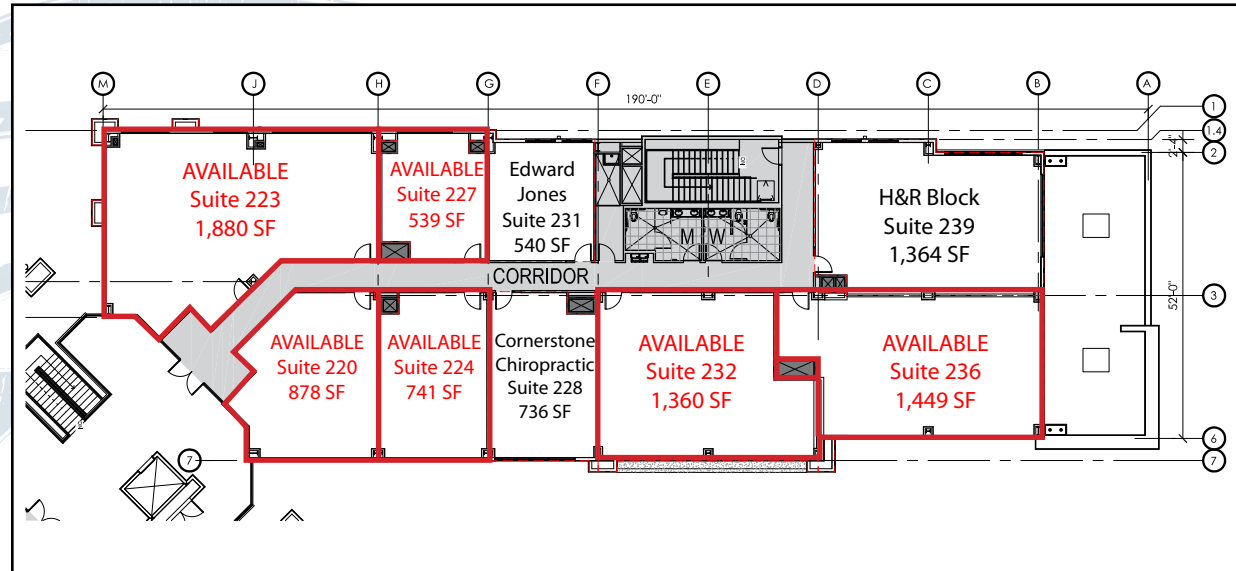 M
J
H
G
F
E
D
C
B
A
190'-0"
1
1.4
2
2'-4"
AVAILABLE
Suite 223
1,880 SF
AVAILABLE
Suite 227
539 SF
Edward
Jones
Suite 231
540 SF
M
W
H&R Block
Suite 239
1,364 SF
CORRIDOR
3
52'-0"
AVAILABLE
Suite 220
878 SF
AVAILABLE
Suite 224
741 SF
Cornerstone
Chiropractic
Suite 228
736 SF
AVAILABLE
Suite 232
1,360 SF
AVAILABLE
Suite 236
1,449 SF
6
7
7